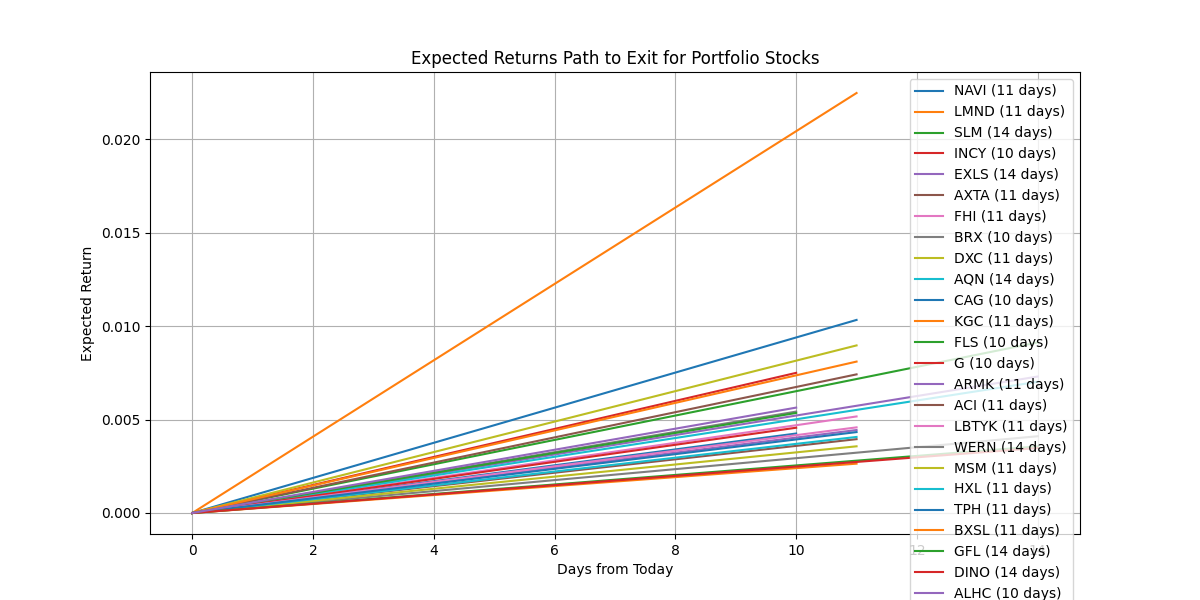 Expected Returns Path to Exit for Portfolio Stocks
Expected Return
0.020
0.015
0.010
0.005
0.000
0 2 4 6 8 10 12
Days from Today
NAVI (11 days)
LMND (11 days)
SLM (14 days)
INCY (10 days)
EXLS (14 days)
AXTA (11 days)
FHI (11 days)
BRX (10 days)
DXC (11 days)
AQN (14 days)
CAG (10 days)
KGC (11 days)
FLS (10 days)
G (10 days)
ARMK (11 days)
ACI (11 days)
LBTYK (11 days)
WERN (14 days)
MSM (11 days)
HXL (11 days)
TPH (11 days)
BXSL (11 days)
GFL (14 days)
DINO (14 days)
ALHC (10 days)